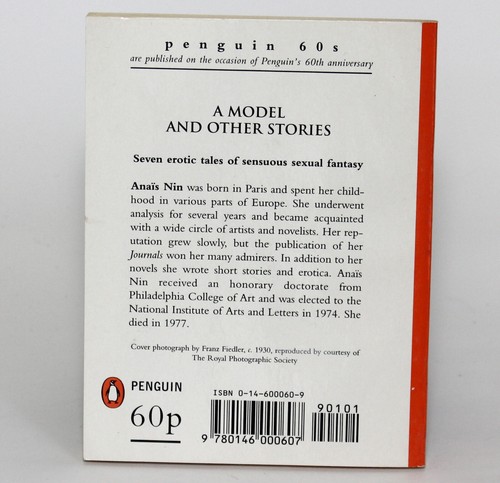 penguin 60s
are published on the occasion of Penguin's 60th anniversary
A MODEL
AND OTHER STORIES
Seven erotic tales of sensuous sexual fantasy
Anaïs Nin was born in Paris and spent her child-
hood in various parts of Europe. She underwent
analysis for several years and became acquainted
with a wide circle of artists and novelists. Her rep-
utation grew slowly, but the publication of her
Journals won her many admirers. In addition to her
novels she wrote short stories and erotica. Anaïs
Nin received an honorary doctorate from
Philadelphia College of Art and was elected to the
National Institute of Arts and Letters in 1974. She
died in 1977.
Cover photograph by Franz Fiedler, c. 1930, reproduced by courtesy of
The Royal Photographic Society
PENGUIN
60p
ISBN 0-14-600060-9
90101
9 780146 000607